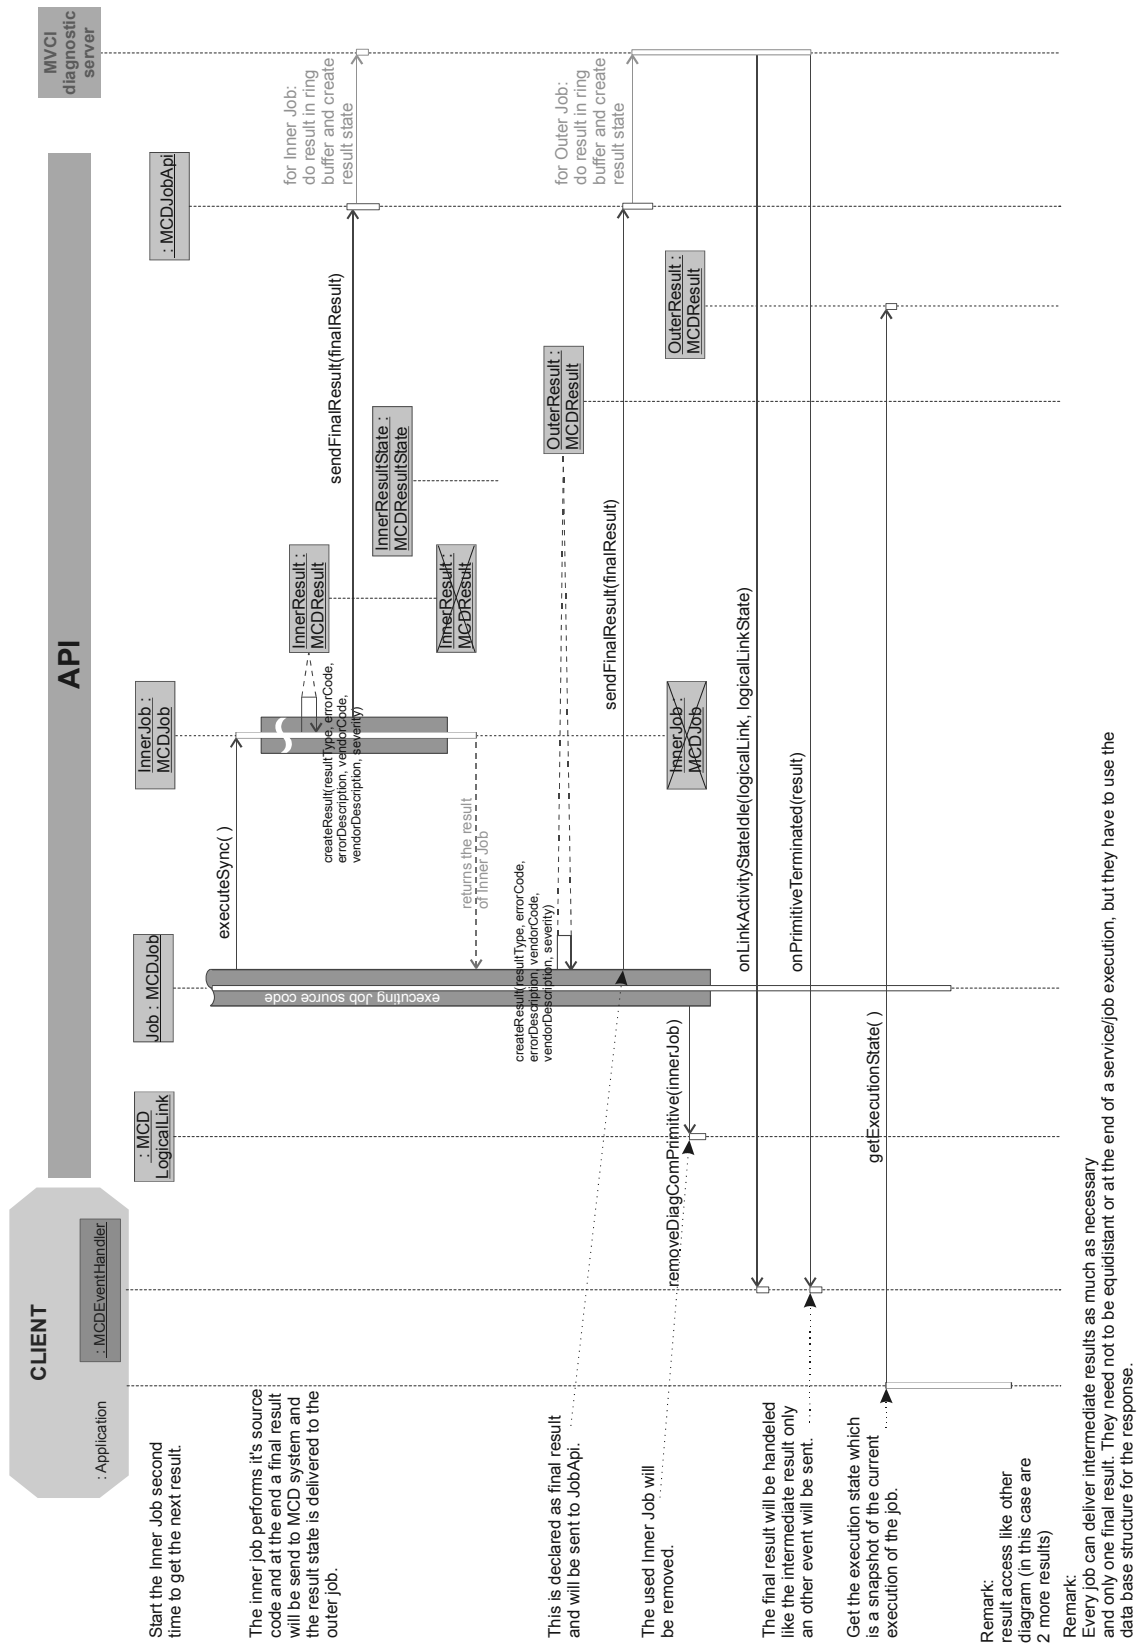 CLIENT
: Application
: MCDEventHandler
API
: MCD
LogicalLink
Job : MCDJob
InnerJob :
MCDJob
: MCDJobApi
MVCI
diagnostic
server
Start the Inner Job second
time to get the next result.
executeSync( )
The inner job performs it's source
code and at the end a final result
will be send to MCD system and
the result state is delivered to the
outer job.
executing Job source code
InnerResult :
MCDResult
createResult(resultType, errorCode,
errorDescription, vendorCode,
vendorDescription, severity)
sendFinalResult(finalResult)
for Inner Job:
do result in ring
buffer and create
result state
InnerResultState :
MCDResultState
InnerResult :
MCDResult
returns the result
of Inner Job
OuterResult :
MCDResult
createResult(resultType, errorCode,
errorDescription, vendorCode,
vendorDescription, severity)
This is declared as final result
and will be sent to JobApi.
sendFinalResult(finalResult)
for Outer Job:
do result in ring
buffer and create
result state
The used Inner Job will
be removed.
removeDiagComPrimitive(innerJob)
InnerJob :
MCDJob
OuterResult :
MCDResult
onLinkActivityStateIdle(logicalLink, logicalLinkState)
The final result will be handeled
like the intermediate result only
an other event will be sent.
onPrimitiveTerminated(result)
Get the execution state which
is a snapshot of the current
execution of the job.
getExecutionState( )
Remark:
result access like other
diagram (in this case are
2 more results)
Remark:
Every job can deliver intermediate results as much as necessary
and only one final result. They need not to be equidistant or at the end of a service/job execution, but they have to use the
data base structure for the response.